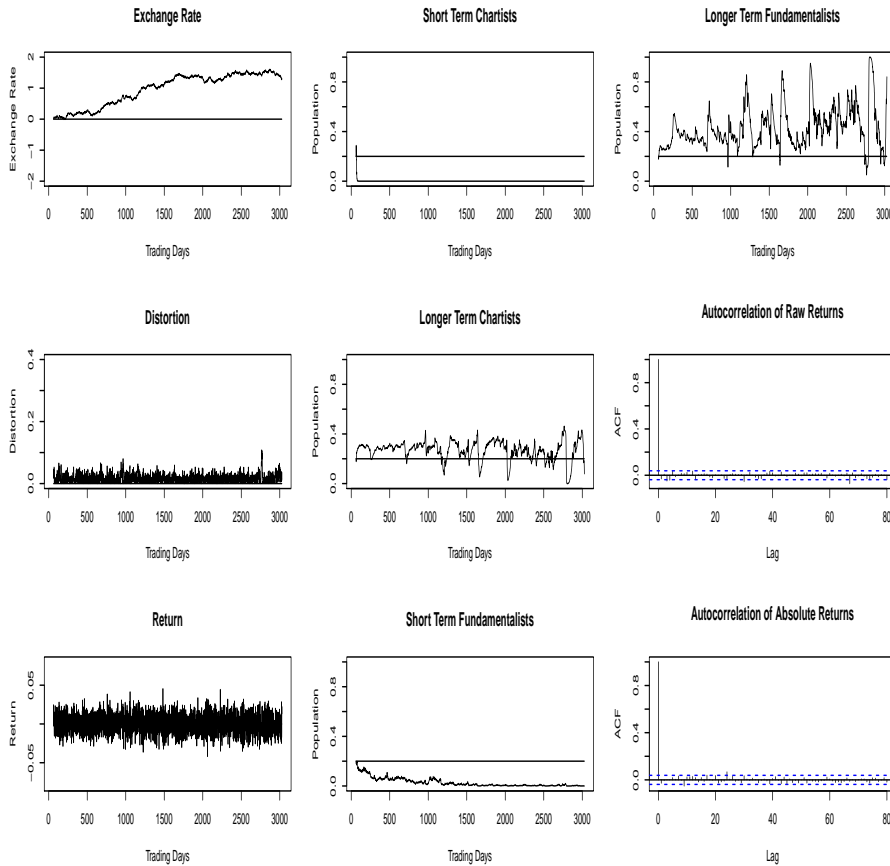 Exchange Rate
Exchange Rate
2
1
0
−1
−2
0 500 1000 1500 2000 2500 3000
Trading Days
Short Term Chartists
Population
0.8
0.4
0.0
0 500 1000 1500 2000 2500 3000
Trading Days
Longer Term Fundamentalists
Population
0.8
0.4
0.0
0 500 1000 1500 2000 2500 3000
Trading Days
Distortion
Distortion
0.4
0.2
0.0
0 500 1000 1500 2000 2500 3000
Trading Days
Longer Term Chartists
Population
0.8
0.4
0.0
0 500 1000 1500 2000 2500 3000
Trading Days
Autocorrelation of Raw Returns
ACF
0.8
0.4
0.0
0 20 40 60 80
Lag
Return
Return
0.05
−0.05
0 500 1000 1500 2000 2500 3000
Trading Days
Short Term Fundamentalists
Population
0.8
0.4
0.0
0 500 1000 1500 2000 2500 3000
Trading Days
Autocorrelation of Absolute Returns
ACF
0.8
0.4
0.0
0 20 40 60 80
Lag